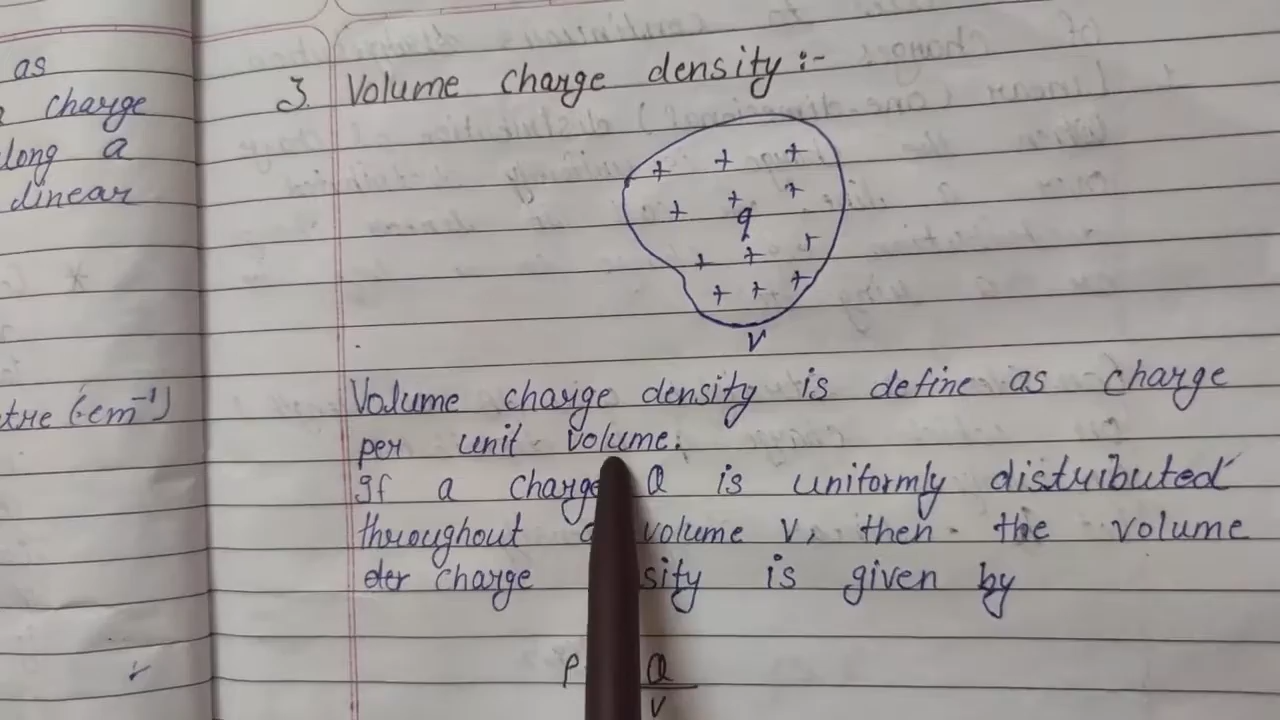 as
charge
long a
linear
tre (cm⁻¹)
3. Volume charge density :-
+ + +
+ + +
q
+ + +
+ + +
V
Volume charge density is define as charge
per unit volume.
If a charge Q is uniformly distributed
throughout volume V, then the volume
charge sity is given by
ρ Q
V